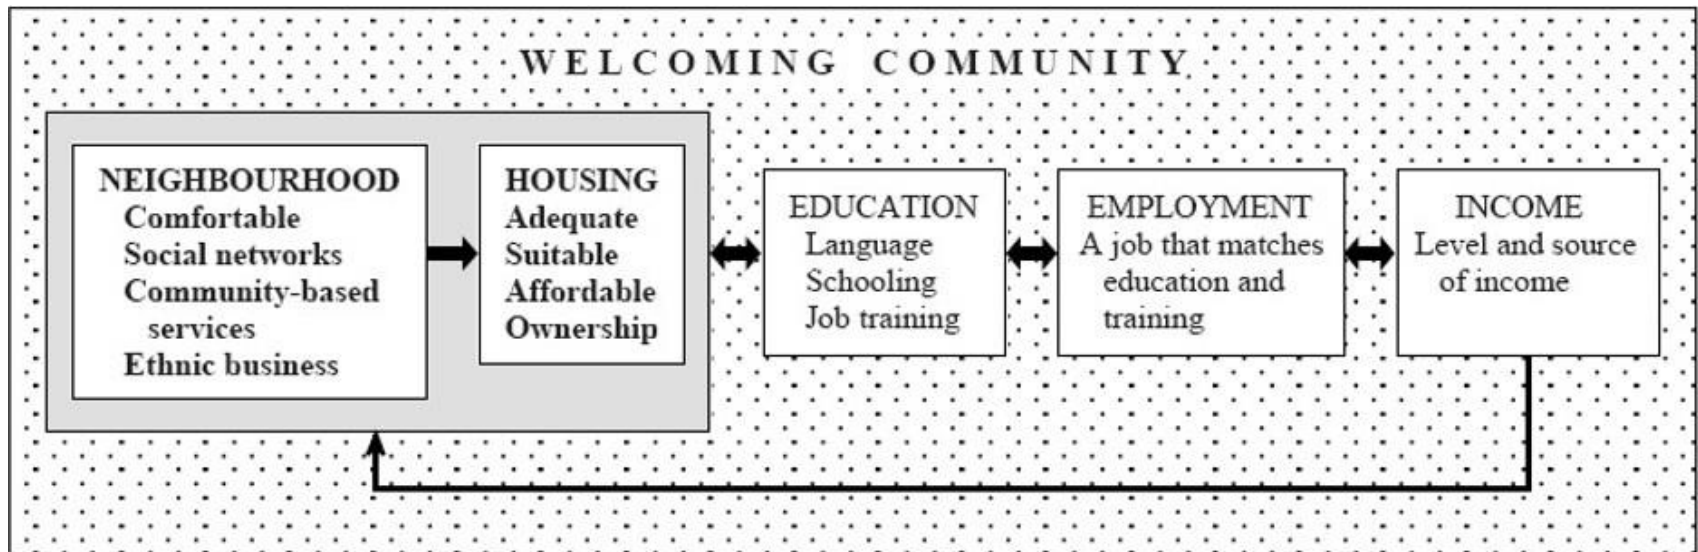 WELCOMING COMMUNITY
NEIGHBOURHOOD
Comfortable
Social networks
Community-based
services
Ethnic business
HOUSING
Adequate
Suitable
Affordable
Ownership
EDUCATION
Language
Schooling
Job training
EMPLOYMENT
A job that matches
education and
training
INCOME
Level and source
of income